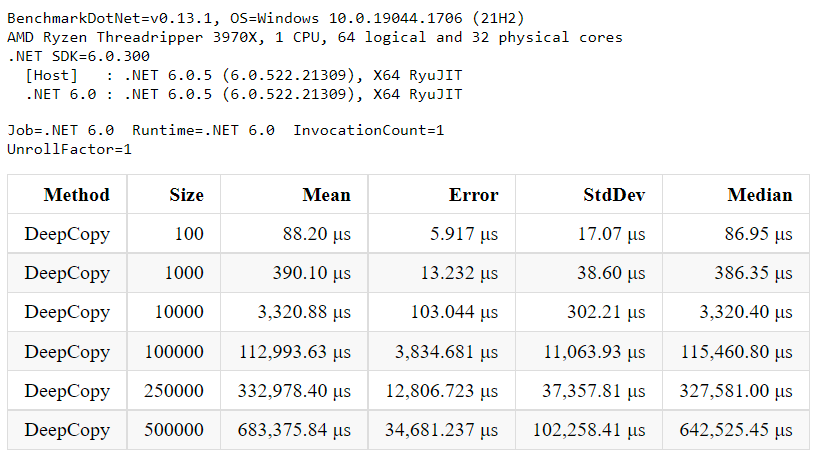 BenchmarkDotNet=v0.13.1, OS=Windows 10.0.19044.1706 (21H2)
AMD Ryzen Threadripper 3970X, 1 CPU, 64 logical and 32 physical cores
.NET SDK=6.0.300
  [Host]   : .NET 6.0.5 (6.0.522.21309), X64 RyuJIT
  .NET 6.0 : .NET 6.0.5 (6.0.522.21309), X64 RyuJIT
Job=.NET 6.0  Runtime=.NET 6.0  InvocationCount=1
UnrollFactor=1
Method Size Mean Error StdDev Median
DeepCopy 100 88.20 μs 5.917 μs 17.07 μs 86.95 μs
DeepCopy 1000 390.10 μs 13.232 μs 38.60 μs 386.35 μs
DeepCopy 10000 3,320.88 μs 103.044 μs 302.21 μs 3,320.40 μs
DeepCopy 100000 112,993.63 μs 3,834.681 μs 11,063.93 μs 115,460.80 μs
DeepCopy 250000 332,978.40 μs 12,806.723 μs 37,357.81 μs 327,581.00 μs
DeepCopy 500000 683,375.84 μs 34,681.237 μs 102,258.41 μs 642,525.45 μs